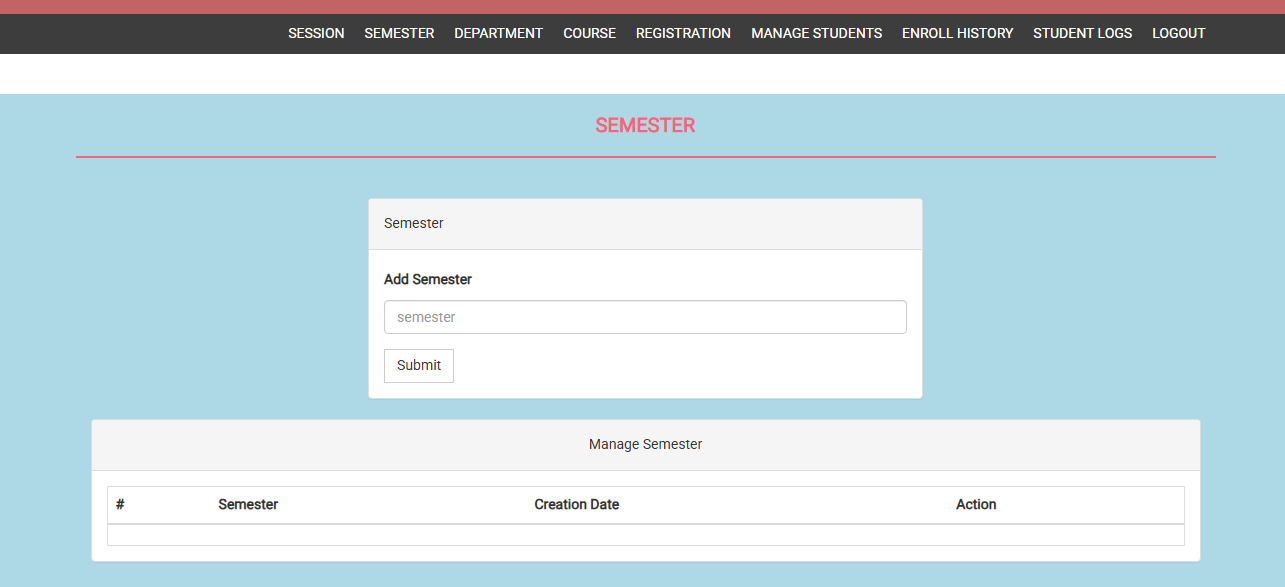 SESSION SEMESTER DEPARTMENT COURSE REGISTRATION MANAGE STUDENTS ENROLL HISTORY STUDENT LOGS LOGOUT
SEMESTER
Semester
Add Semester
semester
Submit
Manage Semester
# Semester Creation Date Action